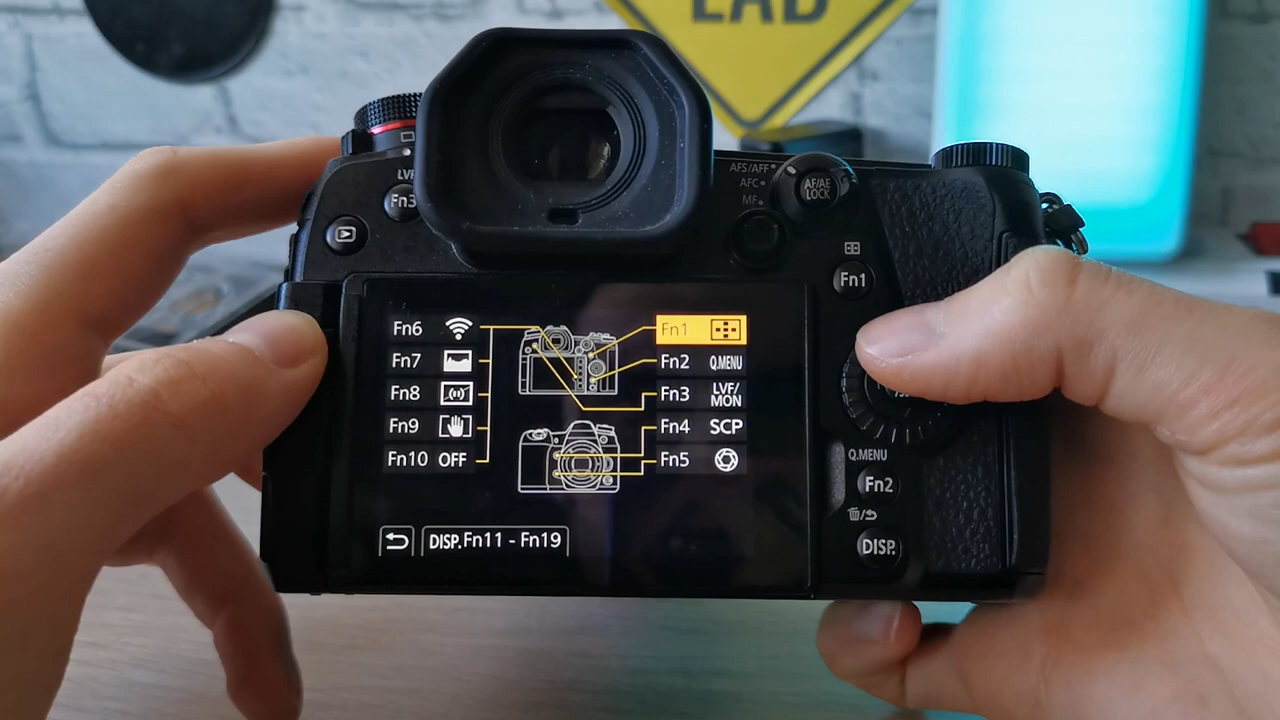 LAB
LVF
Fn3
AFS/AFF
AFC
MF
AF/AE
LOCK
Fn1
Fn6
Fn7
Fn8
Fn9
Fn10 OFF
Fn1
Fn2 Q.MENU
Fn3 LVF/
MON
Fn4 SCP
Fn5
DISP. Fn11 - Fn19
Q.MENU
Fn2
DISP.